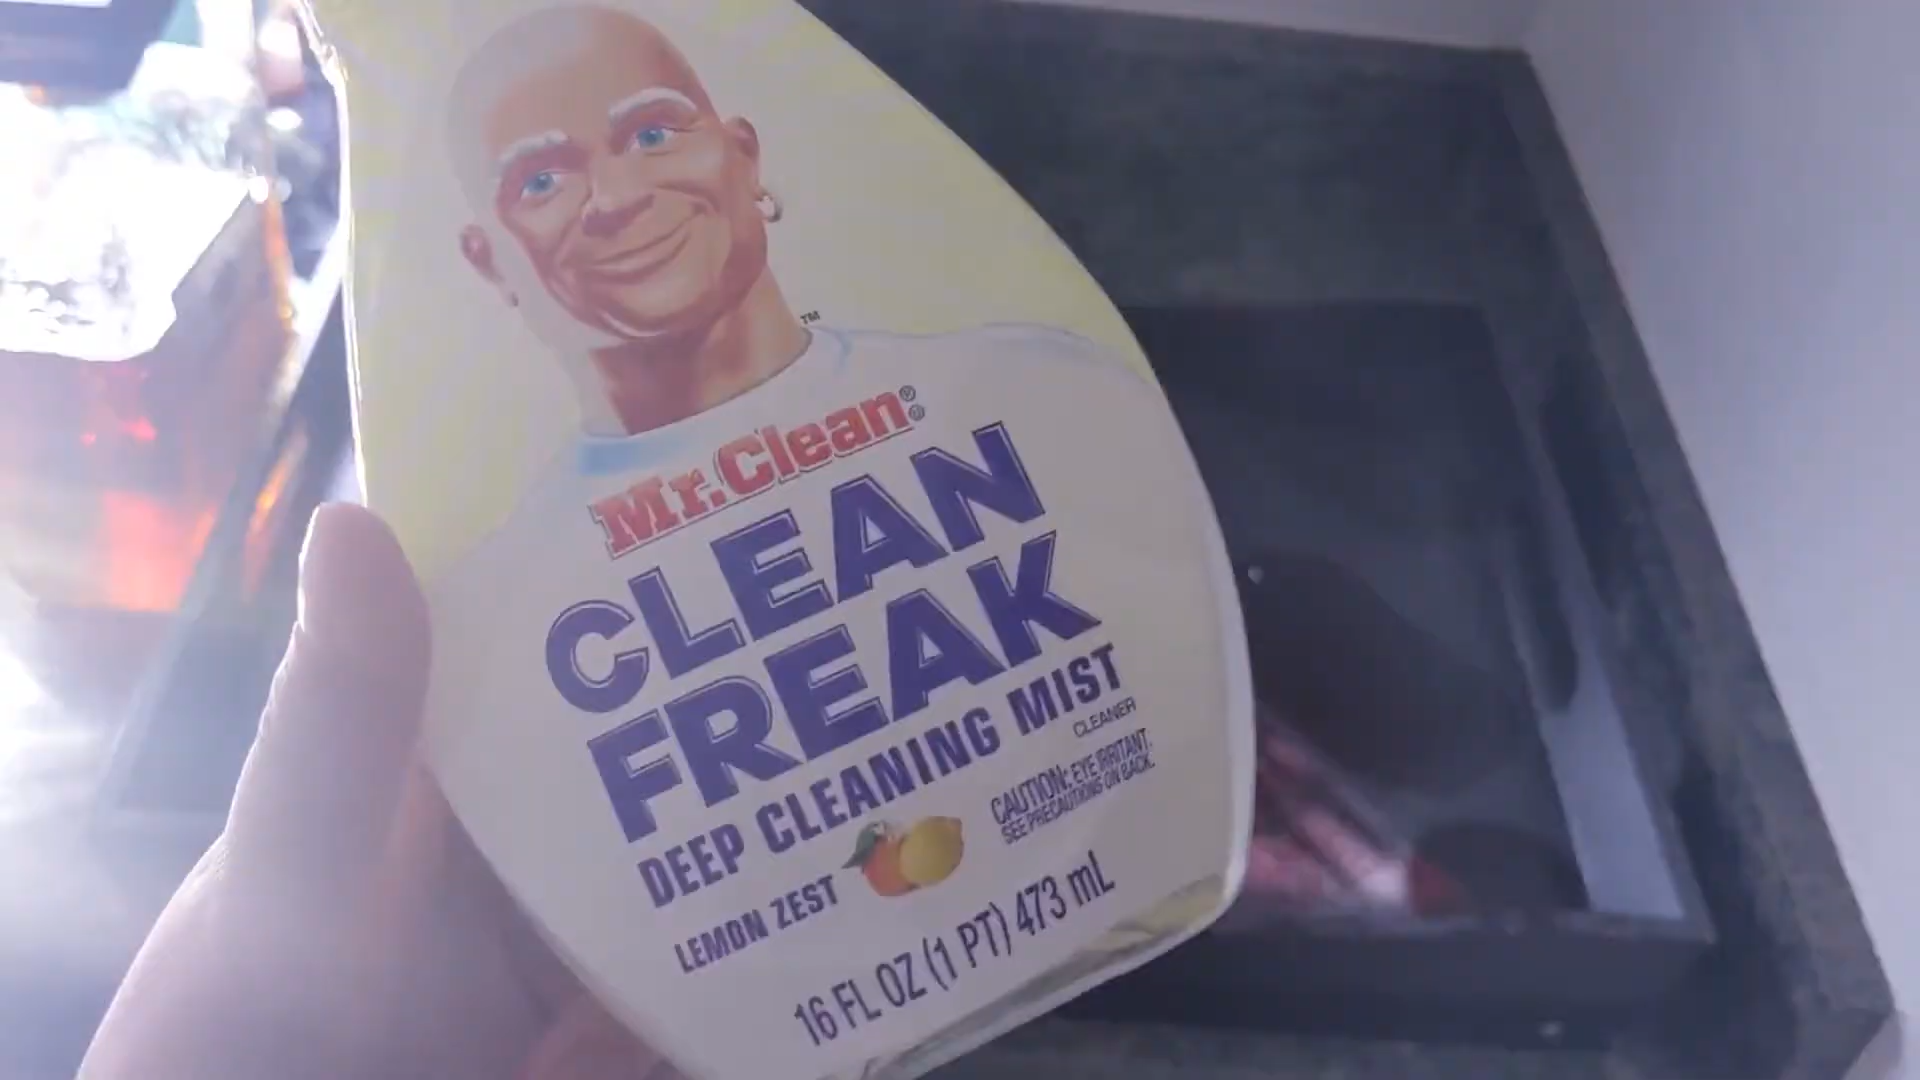 ™
Mr. Clean®
CLEAN
FREAK
DEEP CLEANING MIST
CLEANER
CAUTION: EYE IRRITANT.
SEE PRECAUTIONS ON BACK.
LEMON ZEST
16 FL OZ (1 PT) 473 mL